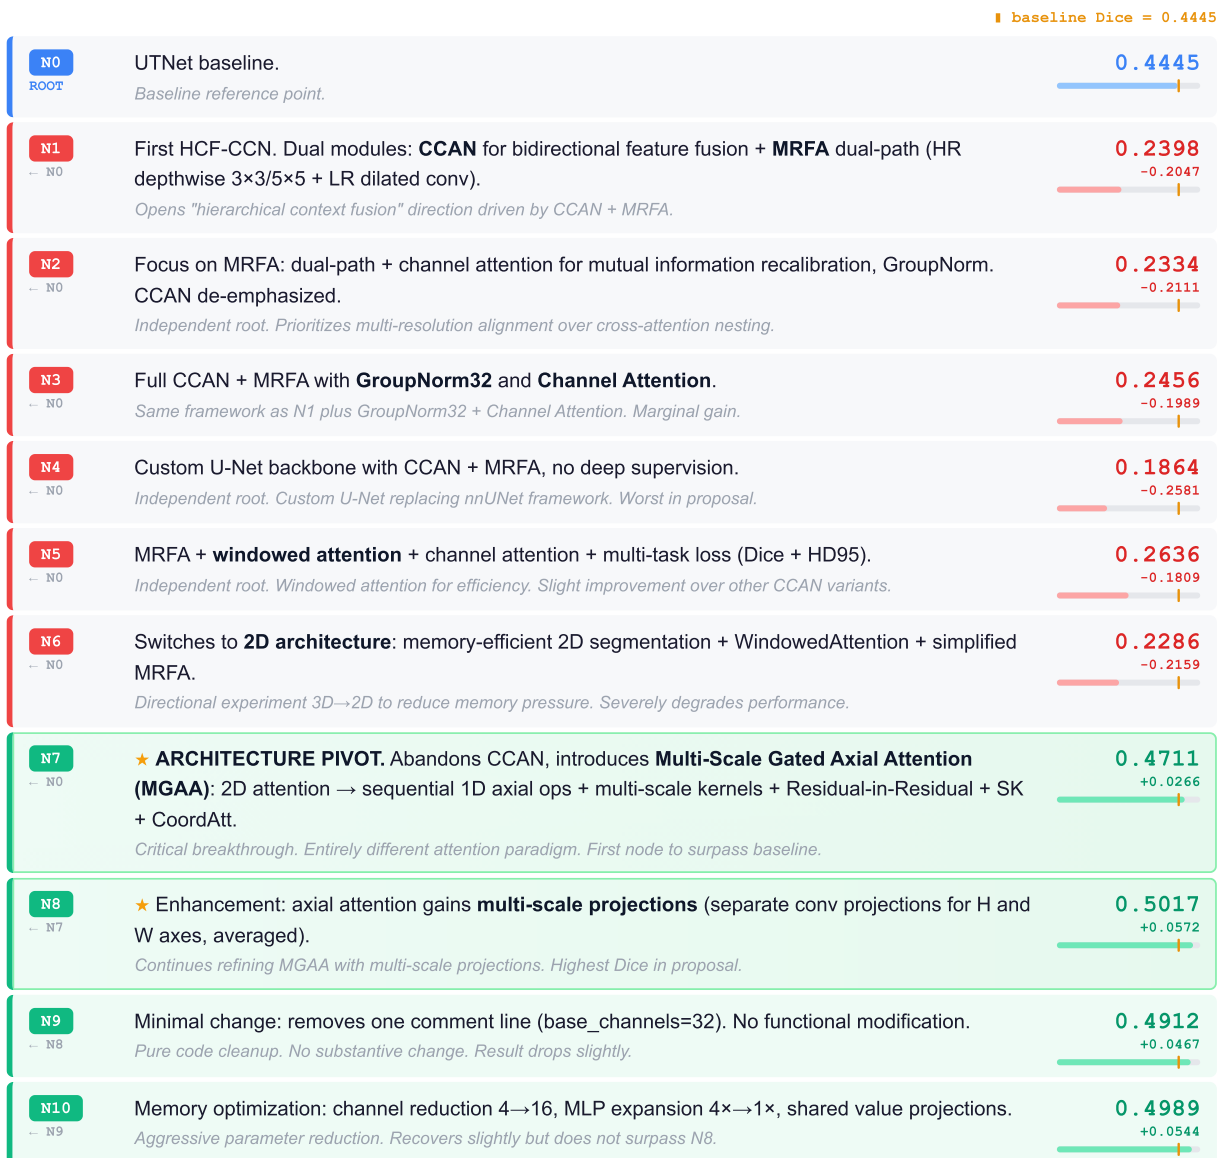 ▮ baseline Dice = 0.4445
N0
ROOT
UTNet baseline.
Baseline reference point.
0.4445
N1
← N0
First HCF-CCN. Dual modules: CCAN for bidirectional feature fusion + MRFA dual-path (HR
depthwise 3×3/5×5 + LR dilated conv).
Opens "hierarchical context fusion" direction driven by CCAN + MRFA.
0.2398
-0.2047
N2
← N0
Focus on MRFA: dual-path + channel attention for mutual information recalibration, GroupNorm.
CCAN de-emphasized.
Independent root. Prioritizes multi-resolution alignment over cross-attention nesting.
0.2334
-0.2111
N3
← N0
Full CCAN + MRFA with GroupNorm32 and Channel Attention.
Same framework as N1 plus GroupNorm32 + Channel Attention. Marginal gain.
0.2456
-0.1989
N4
← N0
Custom U-Net backbone with CCAN + MRFA, no deep supervision.
Independent root. Custom U-Net replacing nnUNet framework. Worst in proposal.
0.1864
-0.2581
N5
← N0
MRFA + windowed attention + channel attention + multi-task loss (Dice + HD95).
Independent root. Windowed attention for efficiency. Slight improvement over other CCAN variants.
0.2636
-0.1809
N6
← N0
Switches to 2D architecture: memory-efficient 2D segmentation + WindowedAttention + simplified
MRFA.
Directional experiment 3D→2D to reduce memory pressure. Severely degrades performance.
0.2286
-0.2159
N7
← N0
★ ARCHITECTURE PIVOT. Abandons CCAN, introduces Multi-Scale Gated Axial Attention
(MGAA): 2D attention → sequential 1D axial ops + multi-scale kernels + Residual-in-Residual + SK
+ CoordAtt.
Critical breakthrough. Entirely different attention paradigm. First node to surpass baseline.
0.4711
+0.0266
N8
← N7
★ Enhancement: axial attention gains multi-scale projections (separate conv projections for H and
W axes, averaged).
Continues refining MGAA with multi-scale projections. Highest Dice in proposal.
0.5017
+0.0572
N9
← N8
Minimal change: removes one comment line (base_channels=32). No functional modification.
Pure code cleanup. No substantive change. Result drops slightly.
0.4912
+0.0467
N10
← N9
Memory optimization: channel reduction 4→16, MLP expansion 4×→1×, shared value projections.
Aggressive parameter reduction. Recovers slightly but does not surpass N8.
0.4989
+0.0544